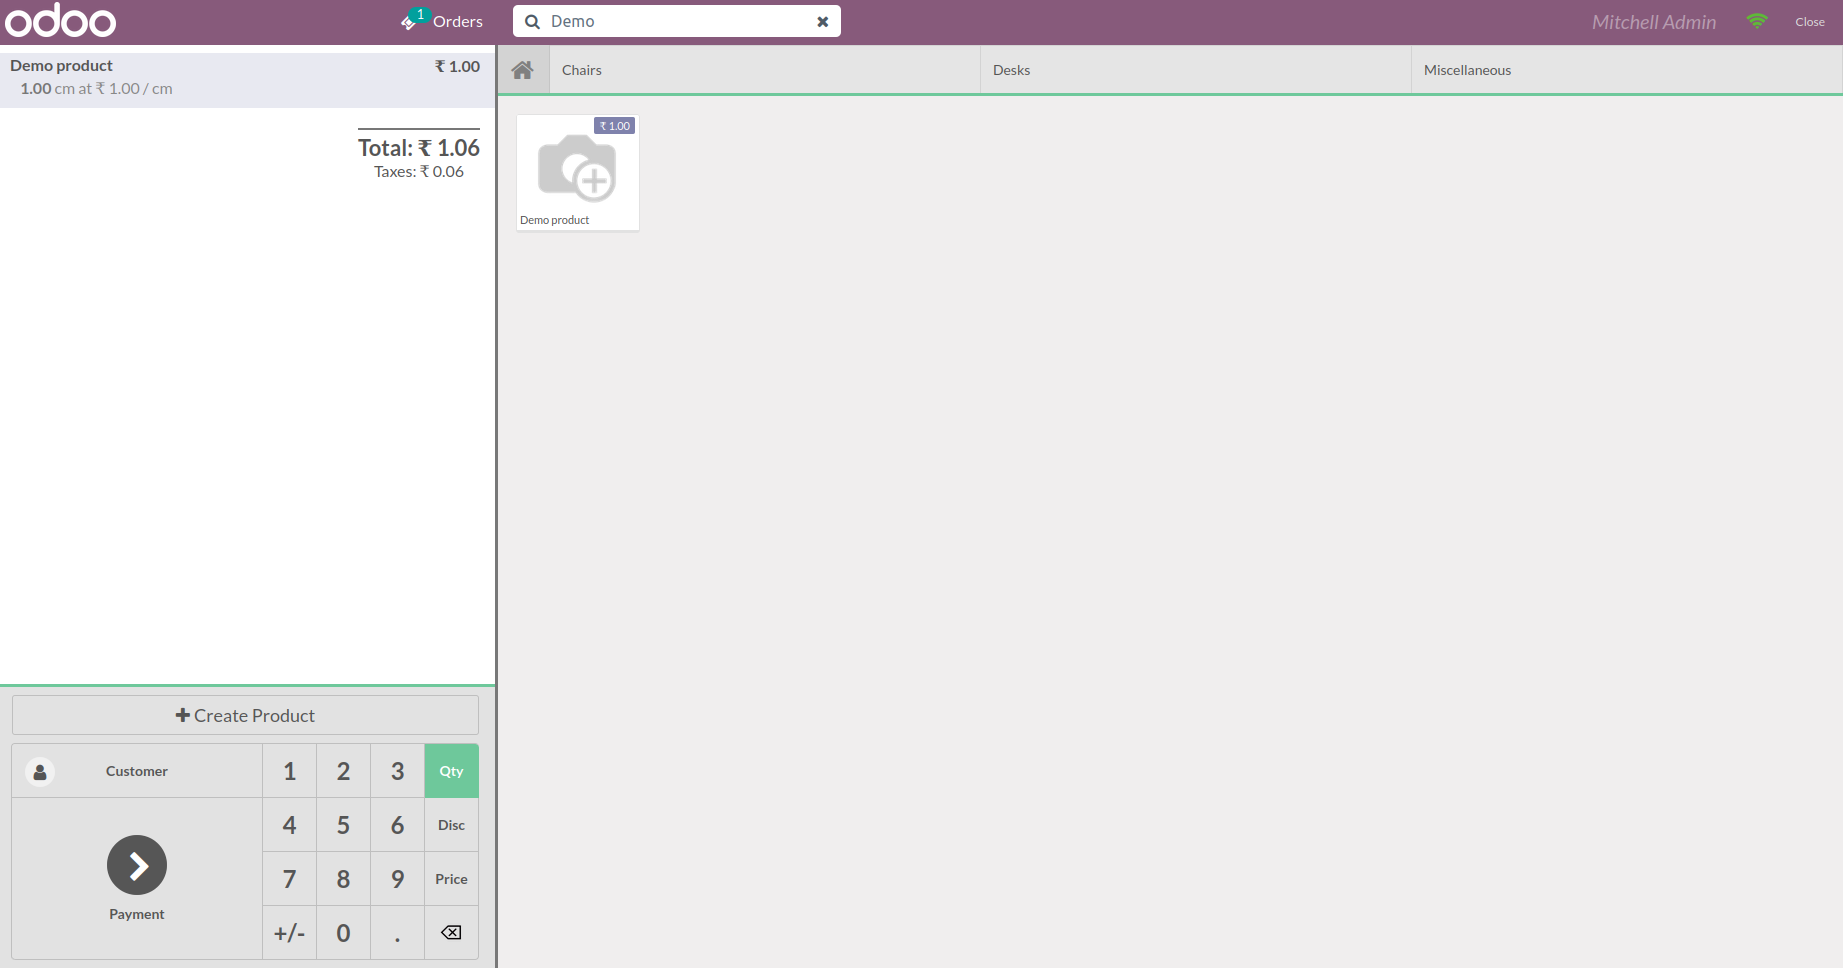 odoo
1 Orders
Demo
Mitchell Admin
Close
Demo product ₹ 1.00
1.00 cm at ₹ 1.00 / cm
Total: ₹ 1.06
Taxes: ₹ 0.06
Chairs
Desks
Miscellaneous
₹ 1.00
Demo product
Create Product
Customer
1 2 3 Qty
4 5 6 Disc
7 8 9 Price
+/- 0 .
Payment